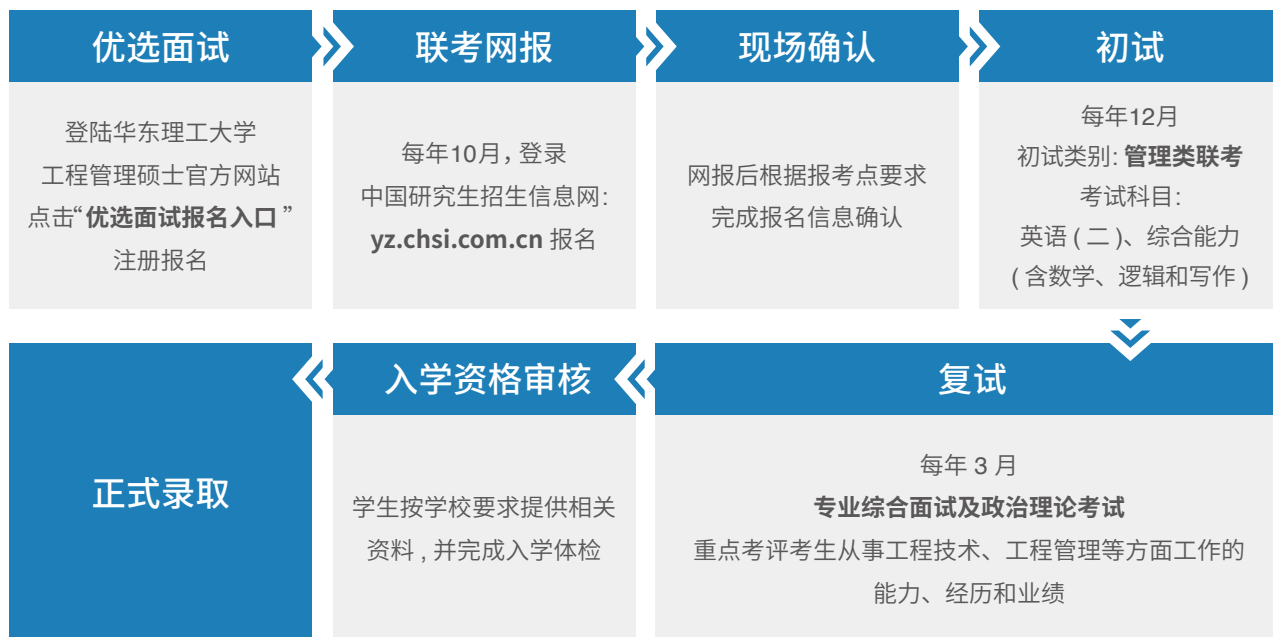 优选面试
登陆华东理工大学
工程管理硕士官方网站
点击“优选面试报名入口”
注册报名
联考网报
每年10月，登录
中国研究生招生信息网：
yz.chsi.com.cn 报名
现场确认
网报后根据报考点要求
完成报名信息确认
初试
每年12月
初试类别：管理类联考
考试科目：
英语 ( 二 )、综合能力
( 含数学、逻辑和写作 )
复试
每年 3 月
专业综合面试及政治理论考试
重点考评考生从事工程技术、工程管理等方面工作的
能力、经历和业绩
入学资格审核
学生按学校要求提供相关
资料 , 并完成入学体检
正式录取